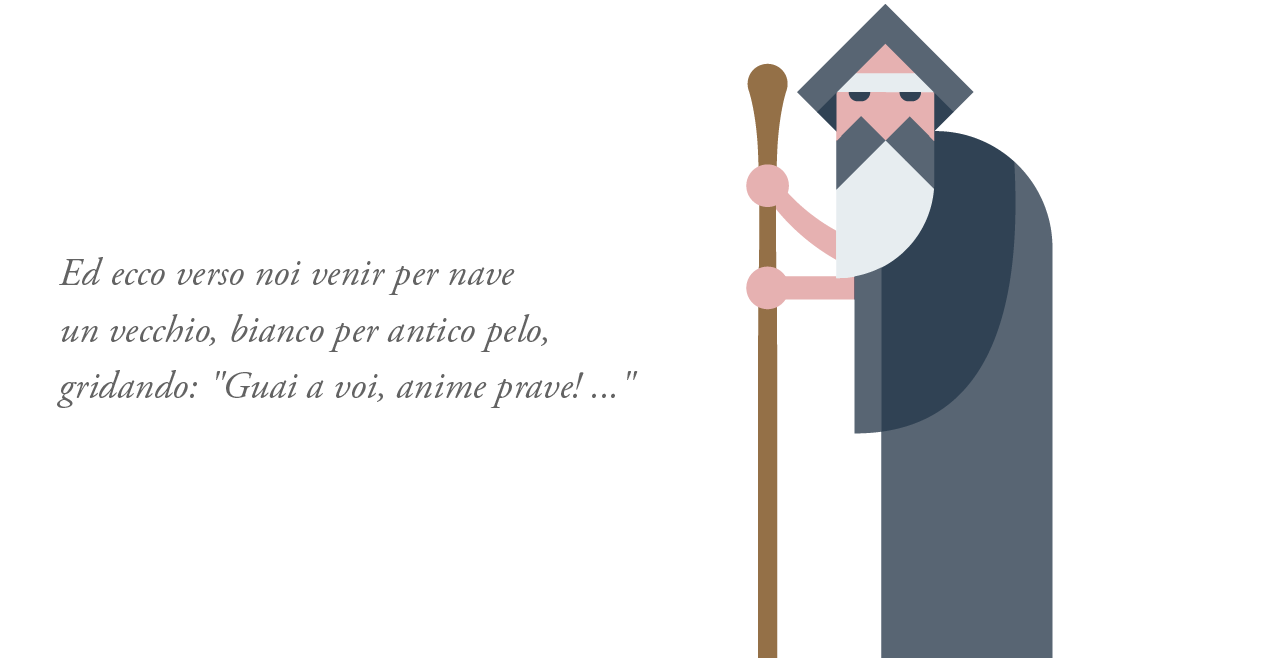 Ed ecco verso noi venir per nave
un vecchio, bianco per antico pelo,
gridando: "Guai a voi, anime prave! ..."